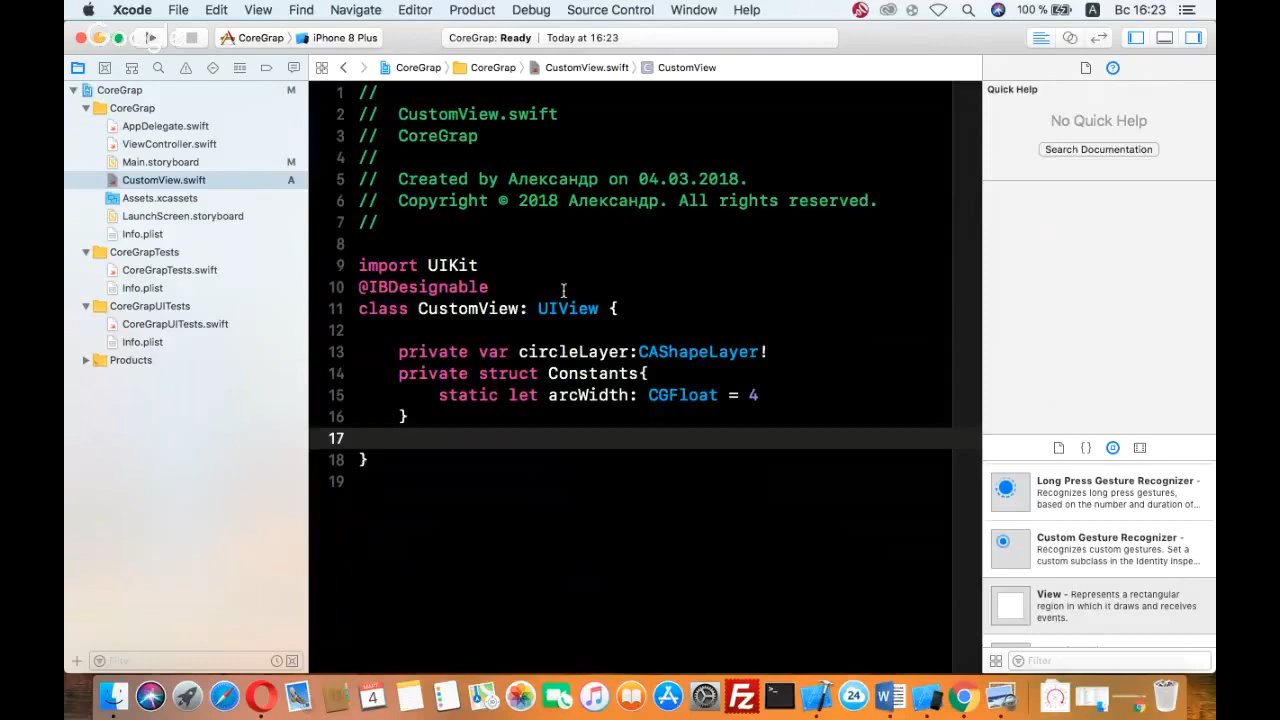 Xcode File Edit View Find Navigate Editor Product Debug Source Control Window Help 100 % A Вс 16:23
CoreGrap iPhone 8 Plus CoreGrap: Ready Today at 16:23
CoreGrap CoreGrap CustomView.swift C CustomView
CoreGrap M
CoreGrap
AppDelegate.swift
ViewController.swift
Main.storyboard M
CustomView.swift A
Assets.xcassets
LaunchScreen.storyboard
Info.plist
CoreGrapTests
CoreGrapTests.swift
Info.plist
CoreGrapUITests
CoreGrapUITests.swift
Info.plist
Products
Filter
1 //
2 // CustomView.swift
3 // CoreGrap
4 //
5 // Created by Александр on 04.03.2018.
6 // Copyright © 2018 Александр. All rights reserved.
7 //
8
9 import UIKit
10 @IBDesignable
11 class CustomView: UIView {
12
13 private var circleLayer:CAShapeLayer!
14 private struct Constants{
15 static let arcWidth: CGFloat = 4
16 }
17
18 }
19
Quick Help
No Quick Help
Search Documentation
Long Press Gesture Recognizer -
Recognizes long press gestures,
based on the number and duration of...
Custom Gesture Recognizer -
Recognizes custom gestures. Set a
custom subclass in the Identity inspe...
View - Represents a rectangular
region in which it draws and receives
events.
Filter
МАРТ
4
24